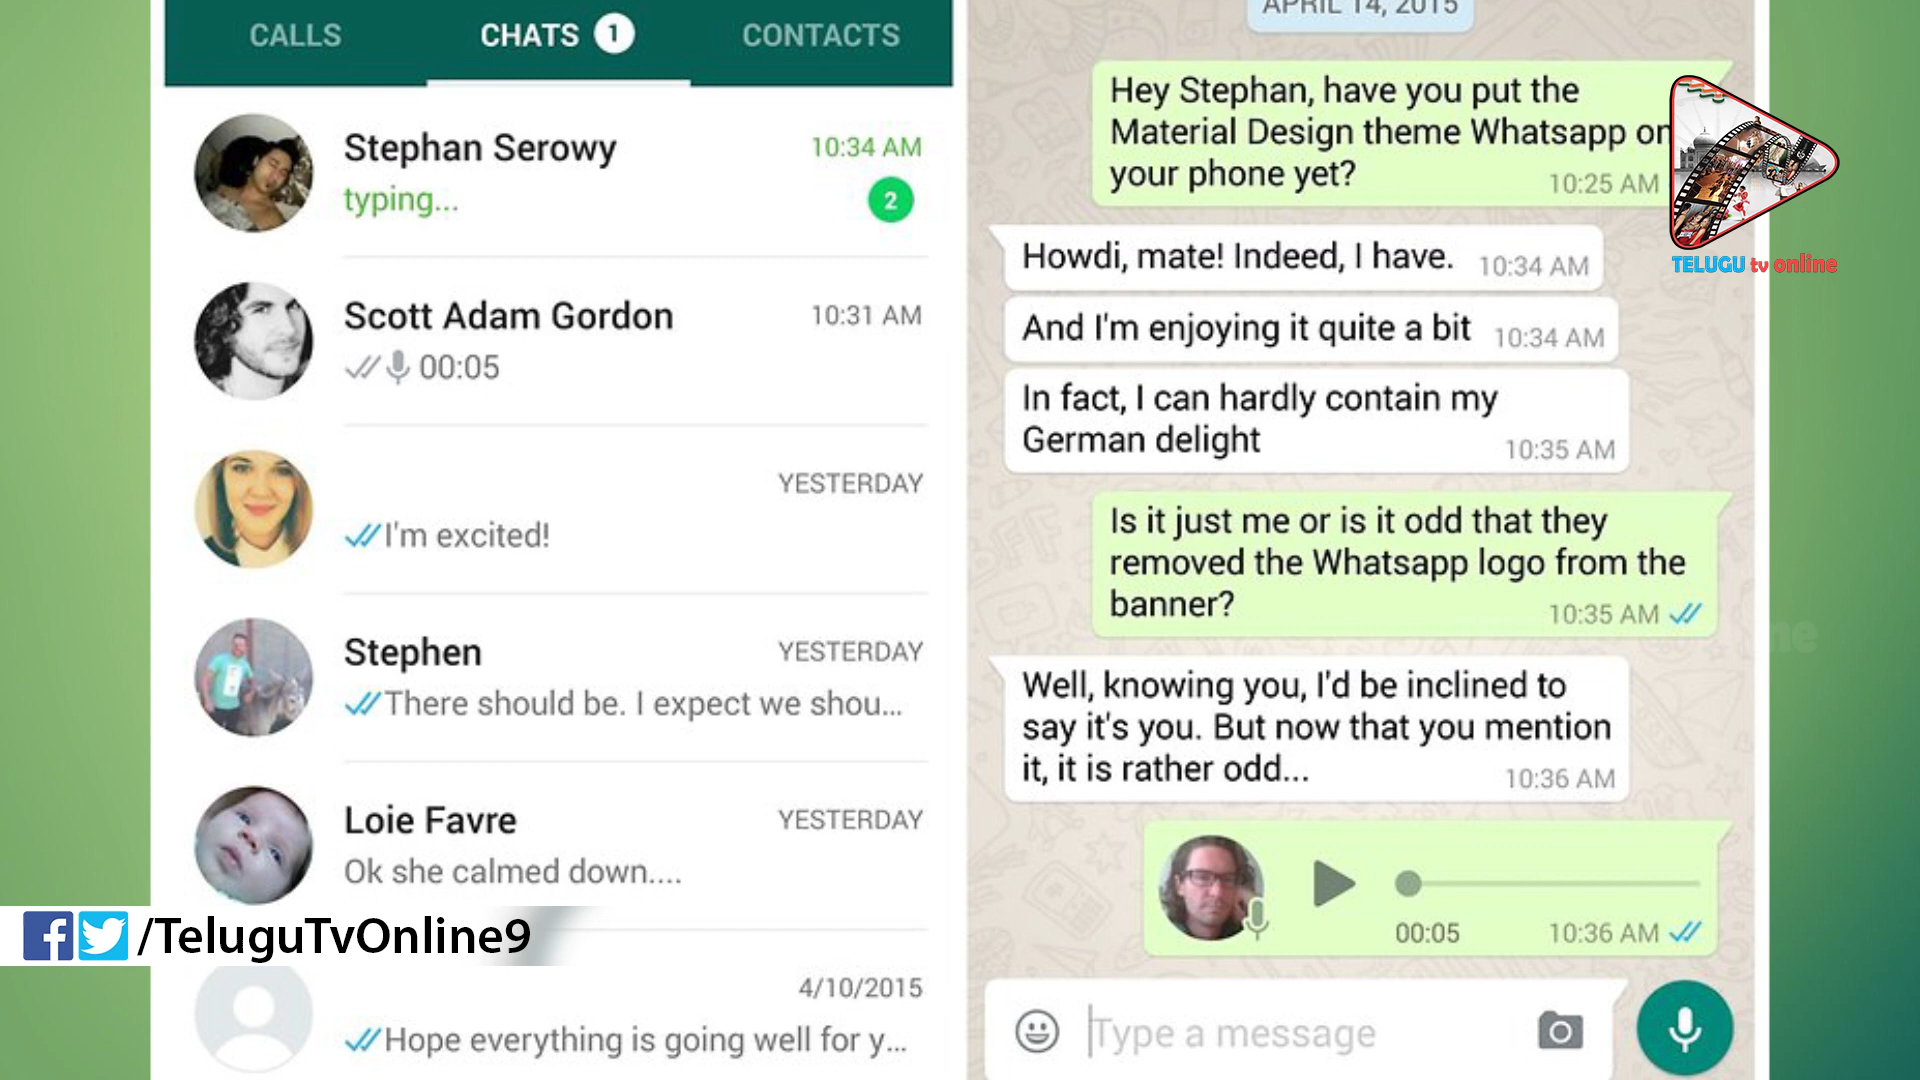 CALLS
CHATS 1
CONTACTS
Stephan Serowy
10:34 AM
typing...
2
Scott Adam Gordon
10:31 AM
00:05
YESTERDAY
I'm excited!
Stephen
YESTERDAY
There should be. I expect we shou...
Loie Favre
YESTERDAY
Ok she calmed down....
4/10/2015
Hope everything is going well for y...
/TeluguTvOnline9
APRIL 14, 2015
Hey Stephan, have you put the
Material Design theme Whatsapp on
your phone yet?
10:25 AM
Howdi, mate! Indeed, I have.
10:34 AM
And I'm enjoying it quite a bit
10:34 AM
In fact, I can hardly contain my
German delight
10:35 AM
Is it just me or is it odd that they
removed the Whatsapp logo from the
banner?
10:35 AM
Well, knowing you, I'd be inclined to
say it's you. But now that you mention
it, it is rather odd...
10:36 AM
00:05
10:36 AM
Type a message
TELUGU tv online